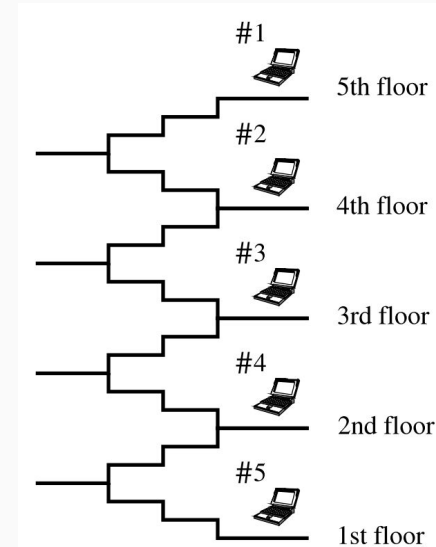 #1
5th floor
#2
4th floor
#3
3rd floor
#4
2nd floor
#5
1st floor